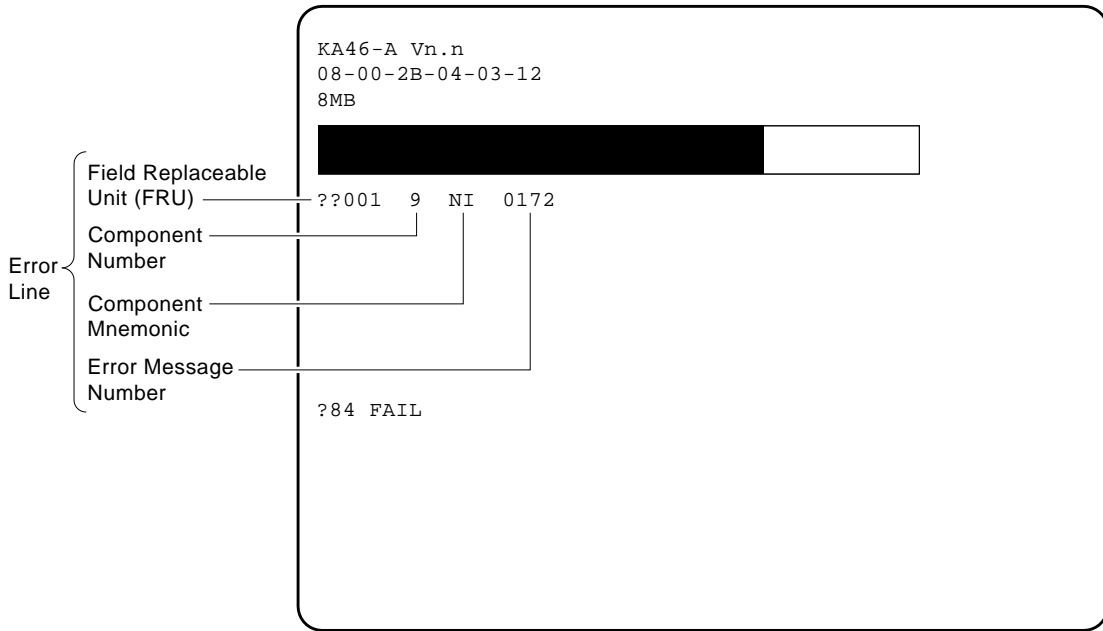 KA46-A Vn.n
08-00-2B-04-03-12
8MB
Error
Line
Field Replaceable
Unit (FRU)
Component
Number
Component
Mnemonic
Error Message
Number
??001 9 NI 0172
?84 FAIL